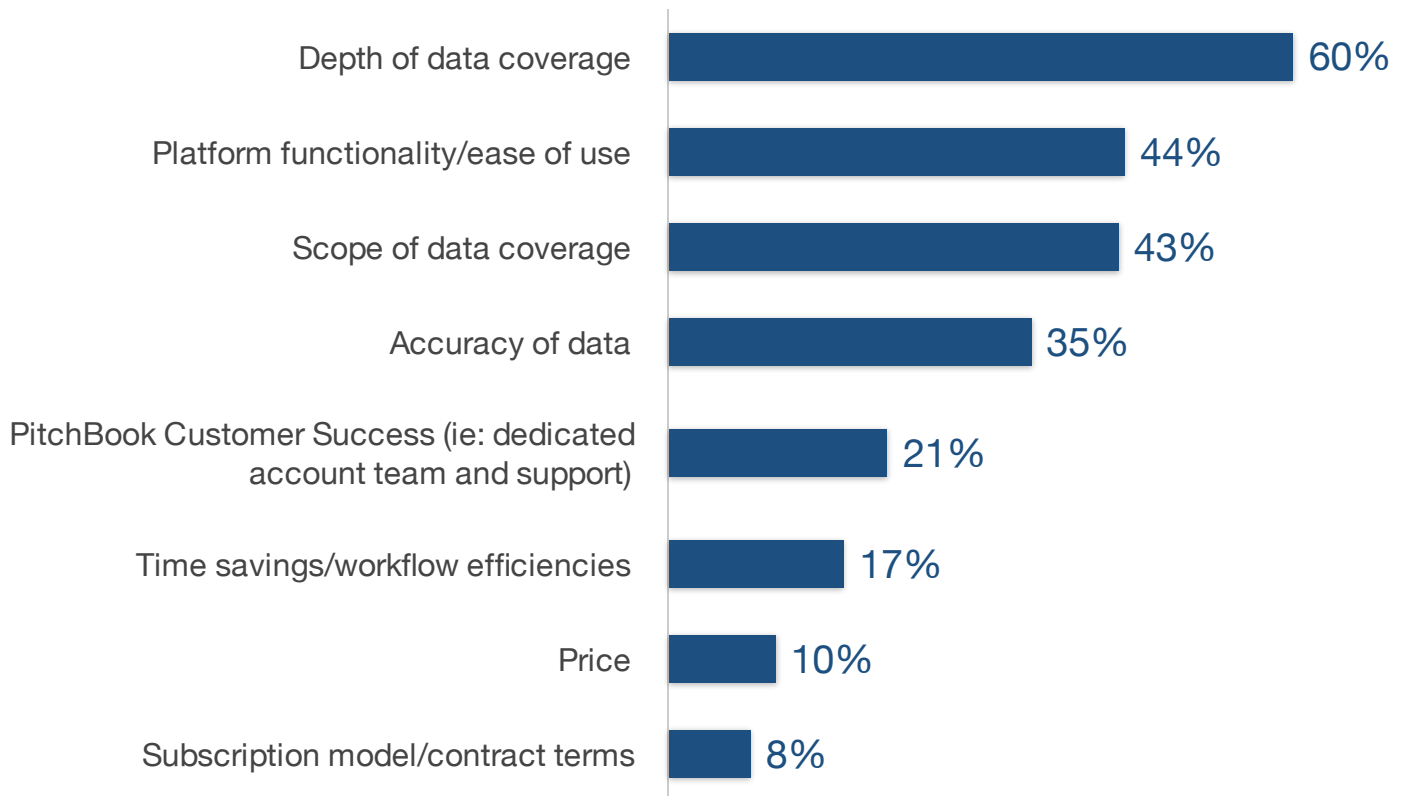 Depth of data coverage 60%
Platform functionality/ease of use 44%
Scope of data coverage 43%
Accuracy of data 35%
PitchBook Customer Success (ie: dedicated
account team and support) 21%
Time savings/workflow efficiencies 17%
Price 10%
Subscription model/contract terms 8%